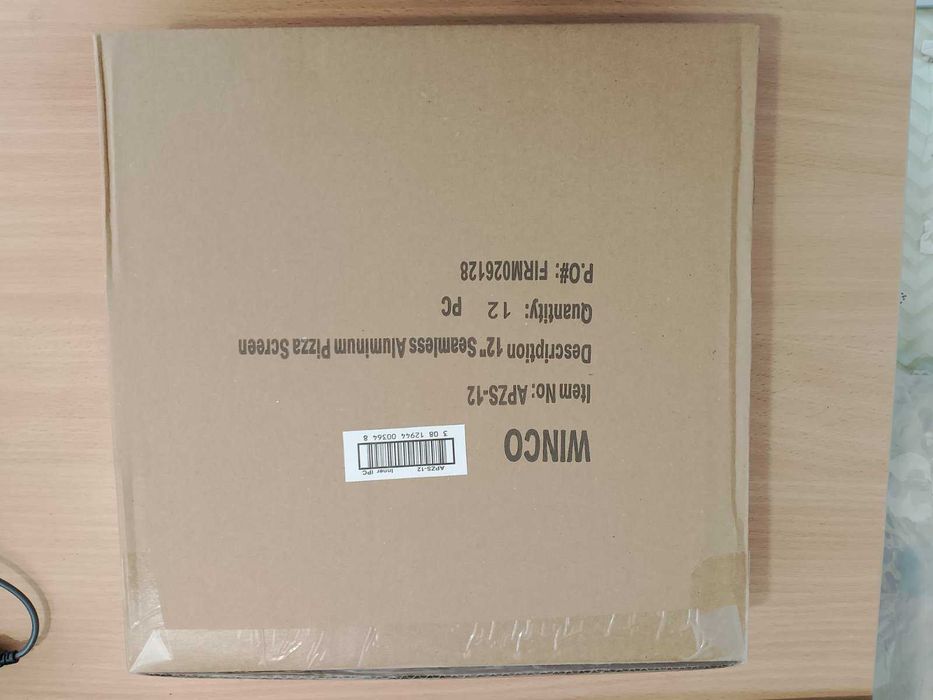 WINCO
APZS-12 Inner IPC
3 08 12944 00364 8
Item No: APZS-12
Description 12" Seamless Aluminum Pizza Screen
Quantity: 12 PC
P.O#: FIRM026128